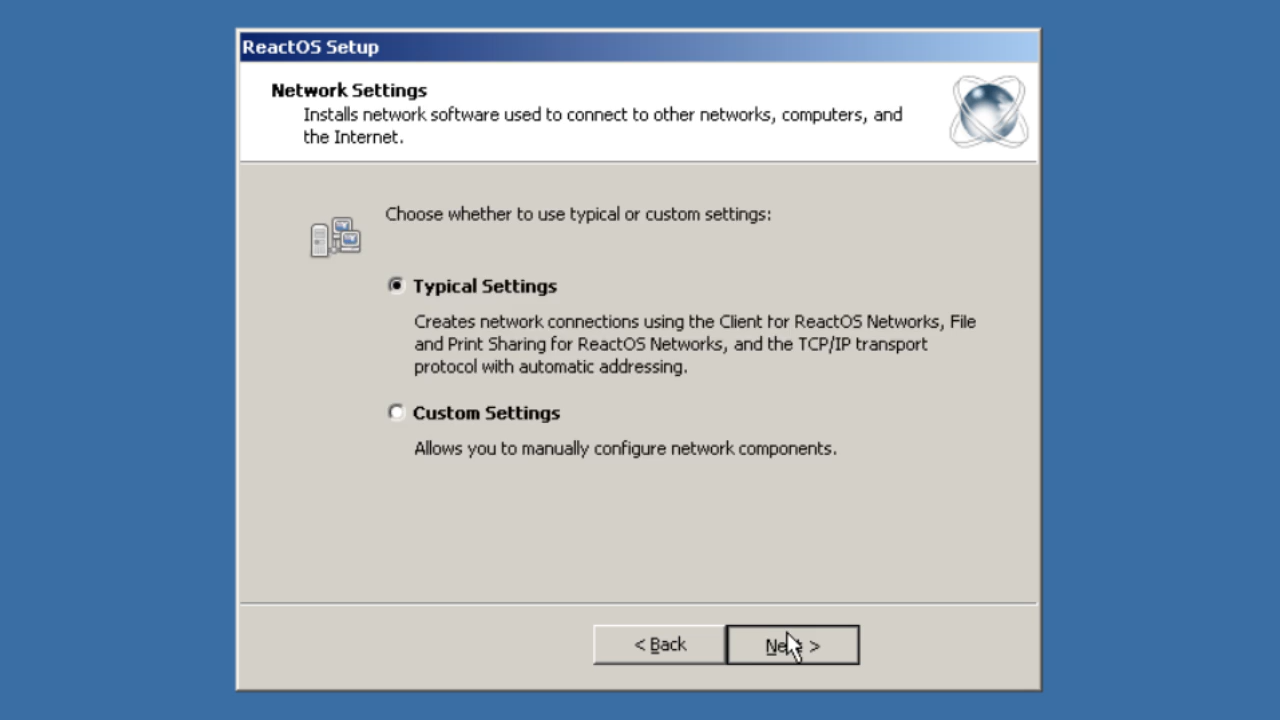 ReactOS Setup
Network Settings
Installs network software used to connect to other networks, computers, and
the Internet.
Choose whether to use typical or custom settings:
Typical Settings
Creates network connections using the Client for ReactOS Networks, File
and Print Sharing for ReactOS Networks, and the TCP/IP transport
protocol with automatic addressing.
Custom Settings
Allows you to manually configure network components.
< Back
Next >